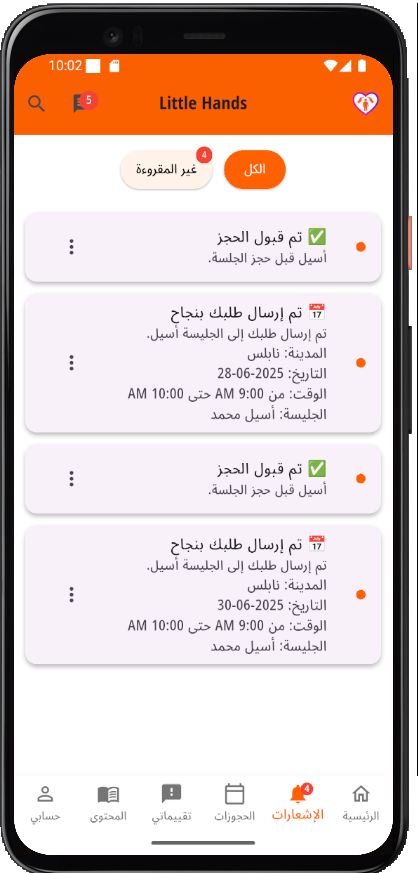 10:02
5
Little Hands
الكل
غير المقروءة
4
✅ تم قبول الحجز
أسيل قبل حجز الجلسة.
📅 تم إرسال طلبك بنجاح
تم إرسال طلبك إلى الجليسة أسيل.
المدينة: نابلس
التاريخ: 2025-06-28
الوقت: من 9:00 AM حتى 10:00 AM
الجليسة: أسيل محمد
✅ تم قبول الحجز
أسيل قبل حجز الجلسة.
📅 تم إرسال طلبك بنجاح
تم إرسال طلبك إلى الجليسة أسيل.
المدينة: نابلس
التاريخ: 2025-06-30
الوقت: من 9:00 AM حتى 10:00 AM
الجليسة: أسيل محمد
4
الرئيسية
الإشعارات
الحجوزات
تقييماتي
المحتوى
حسابي